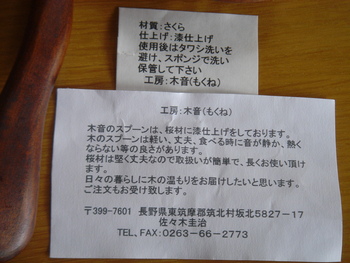 材質：さくら
仕上げ：漆仕上げ
使用後はタワシ洗いを
避け、スポンジで洗い
保管して下さい
工房：木音(もくね)
工房：木音(もくね)
木音のスプーンは、桜材に漆仕上げをしております。
木のスプーンは軽い、丈夫、食べる時に音が静か、熱く
ならない等の良さがあります。
桜材は堅く丈夫なので取扱いが簡単で、長くお使い頂け
ます。
日々の暮らしに木の温もりをお届けしたいと思います。
ご注文もお受け致します。
〒399-7601 長野県東筑摩郡筑北村坂北5827-17
佐々木圭治
TEL、FAX:0263-66-2773